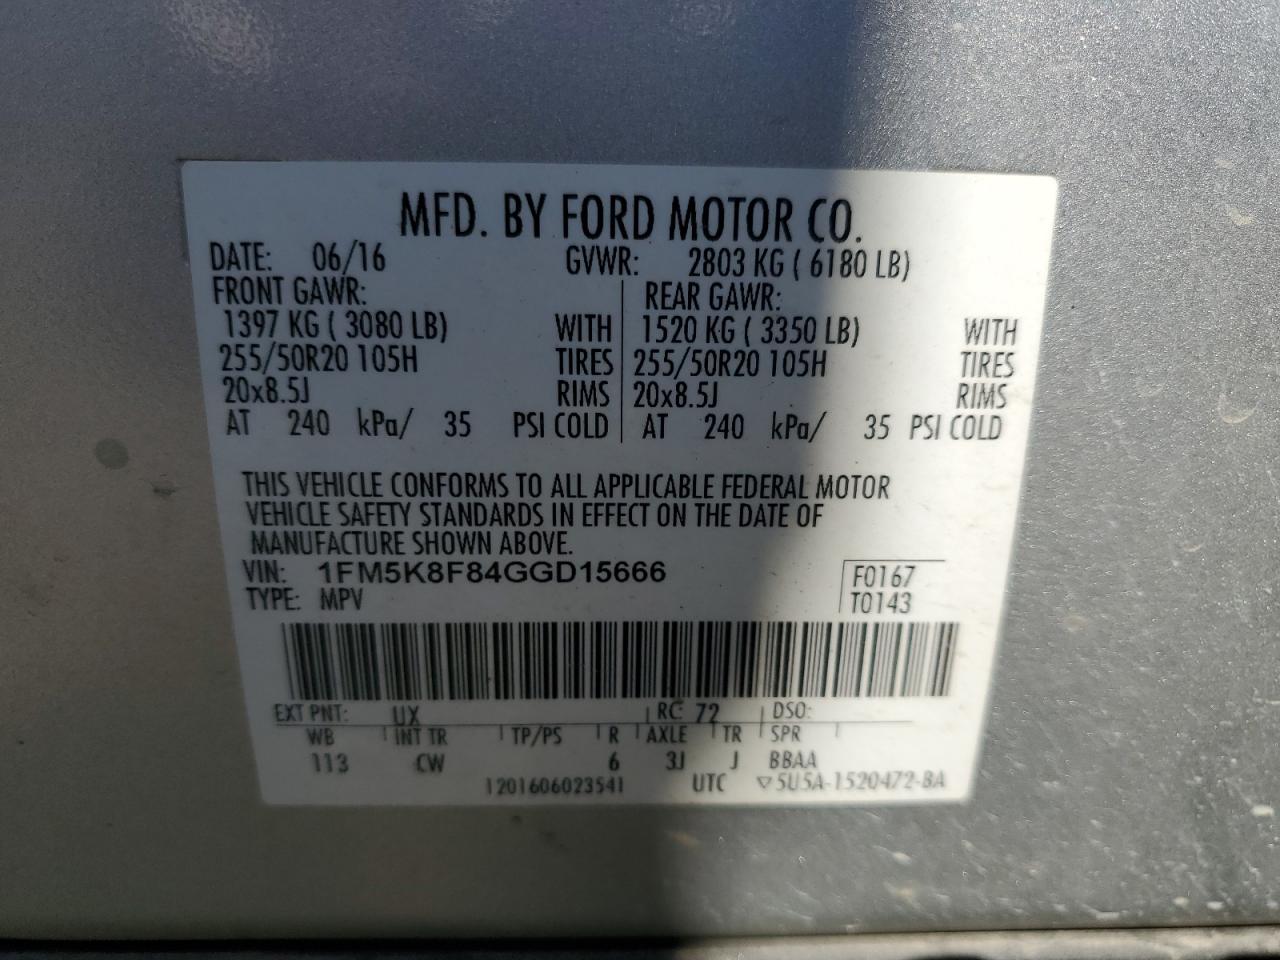 MFD. BY FORD MOTOR CO.
DATE: 06/16 GVWR: 2803 KG ( 6180 LB)
FRONT GAWR: REAR GAWR:
1397 KG ( 3080 LB) WITH 1520 KG ( 3350 LB) WITH
255/50R20 105H TIRES 255/50R20 105H TIRES
20x8.5J RIMS 20x8.5J RIMS
AT 240 kPa/ 35 PSI COLD AT 240 kPa/ 35 PSI COLD
THIS VEHICLE CONFORMS TO ALL APPLICABLE FEDERAL MOTOR
VEHICLE SAFETY STANDARDS IN EFFECT ON THE DATE OF
MANUFACTURE SHOWN ABOVE.
VIN: 1FM5K8F84GGD15666 F0167
TYPE: MPV T0143
EXT PNT: UX RC: 72 DSO:
WB INT TR TP/PS R AXLE TR SPR
113 CW 6 3J J BBAA
1201606023541 UTC ▽5U5A-1520472-BA